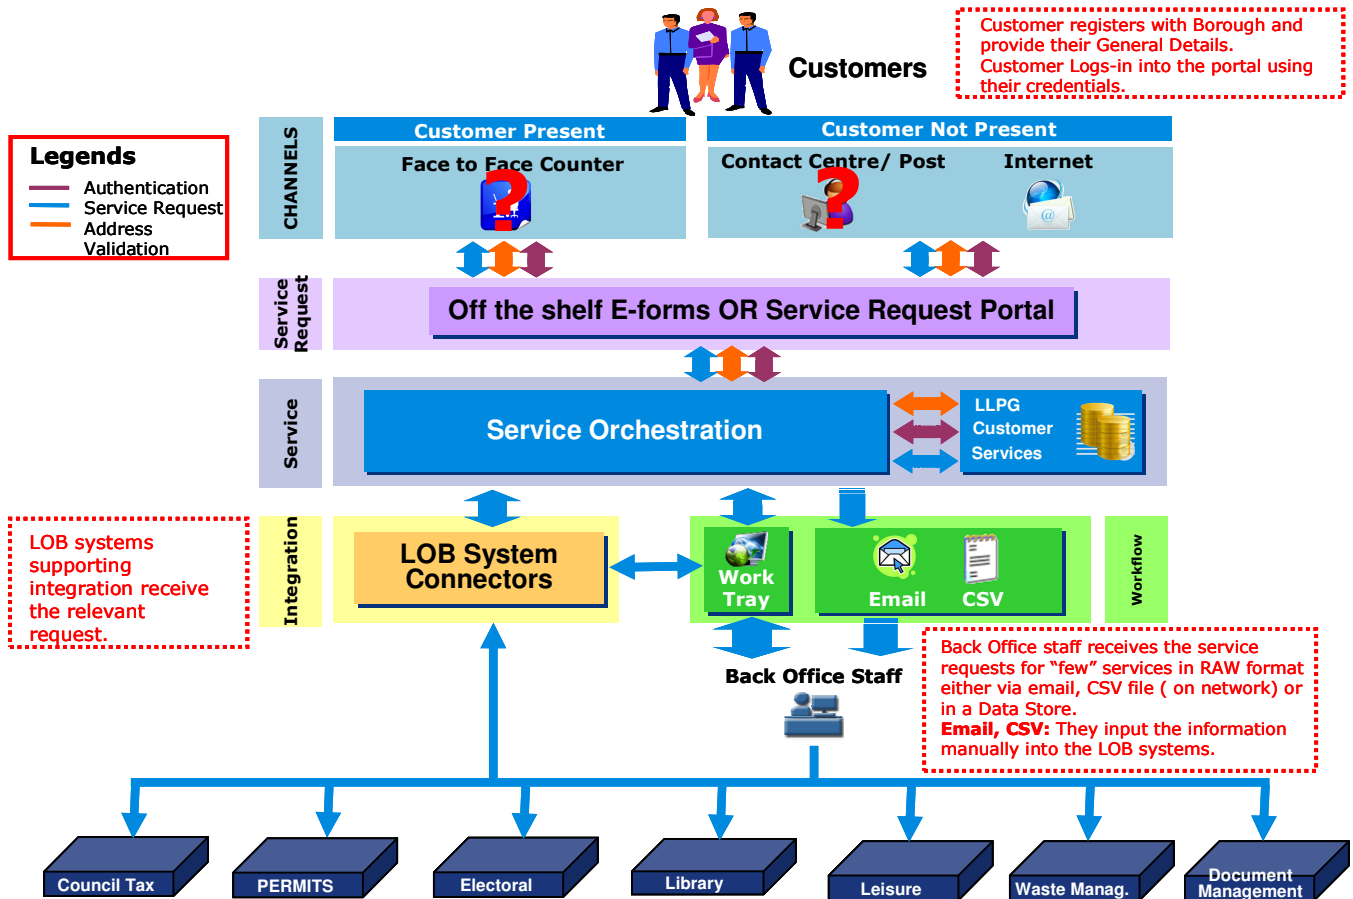 Customers
Customer registers with Borough and
provide their General Details.
Customer Logs-in into the portal using
their credentials.
Legends
Authentication
Service Request
Address
Validation
CHANNELS
Customer Present
Customer Not Present
Face to Face Counter
Contact Centre/ Post
Internet
?
?
@
Service
Request
Off the shelf E-forms OR Service Request Portal
Service
Service Orchestration
LLPG
Customer
Services
LOB systems
supporting
integration receive
the relevant
request.
Integration
LOB System
Connectors
Work
Tray
Email
CSV
Workflow
Back Office Staff
Back Office staff receives the service
requests for “few” services in RAW format
either via email, CSV file ( on network) or
in a Data Store.
Email, CSV: They input the information
manually into the LOB systems.
Council Tax
PERMITS
Electoral
Library
Leisure
Waste Manag.
Document
Management